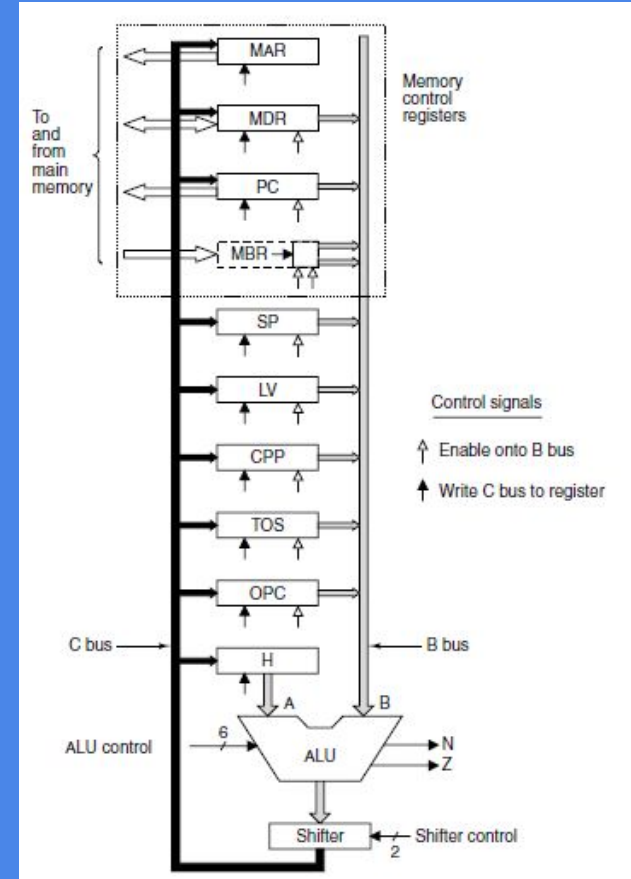 MAR
Memory
control
registers
To
and
from
main
memory
MDR
PC
MBR
SP
LV
Control signals
Enable onto B bus
CPP
Write C bus to register
TOS
OPC
C bus
B bus
H
A
B
6
ALU control
ALU
N
Z
Shifter
Shifter control
2